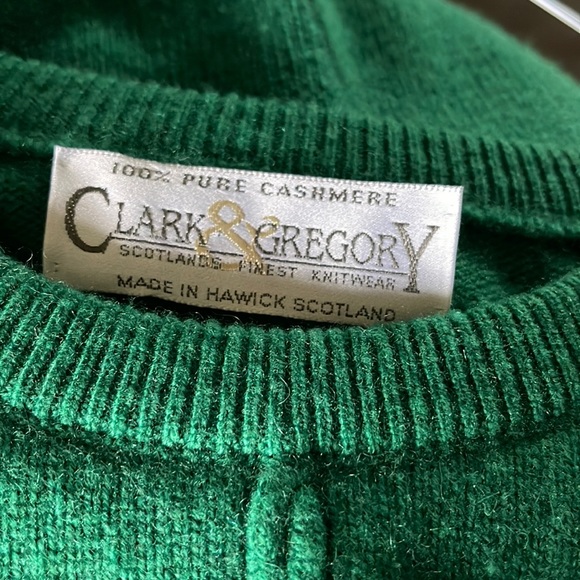 100% PURE CASHMERE
CLARK & GREGORY
SCOTLANDS FINEST KNITWEAR
MADE IN HAWICK SCOTLAND